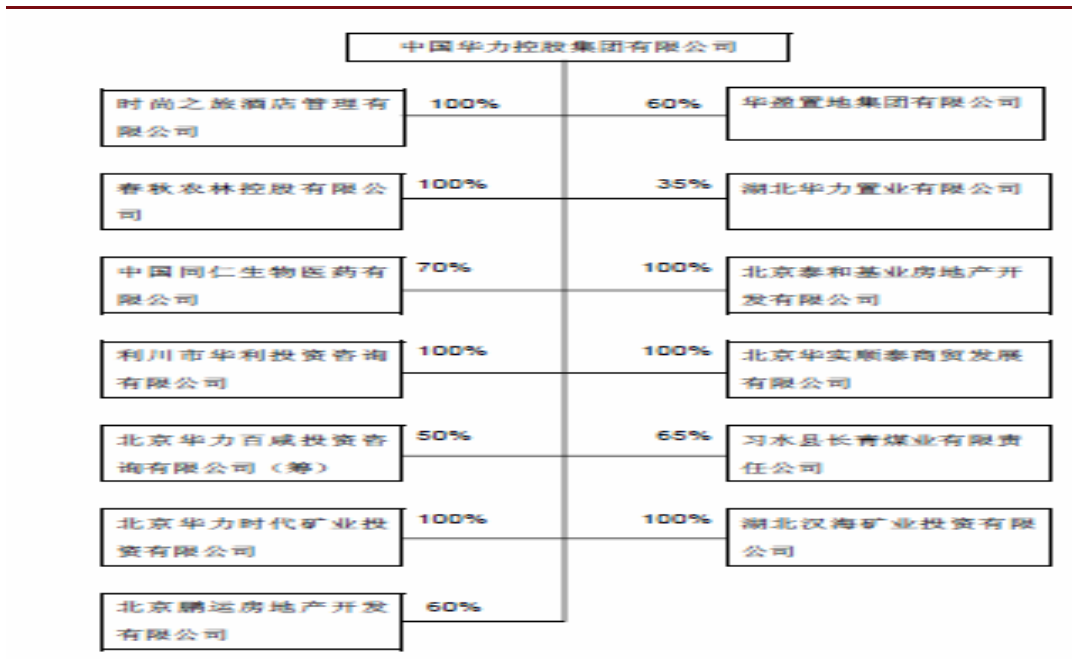 中国华力控股集团有限公司
时尚之旅酒店管理有
限公司
100%
60%
华盈置地集团有限公司
春秋农林控股有限公
司
100%
35%
湖北华力置业有限公司
中国同仁生物医药有
限公司
70%
100%
北京泰和基业房地产开
发有限公司
利川市华利投资咨询
有限公司
100%
100%
北京华实顺泰商贸发展
有限公司
北京华力百威投资咨
询有限公司（筹）
50%
65%
习水县长青煤业有限责
任公司
北京华力时代矿业投
资有限公司
100%
100%
湖北汉海矿业投资有限
公司
北京鹏运房地产开发
有限公司
60%